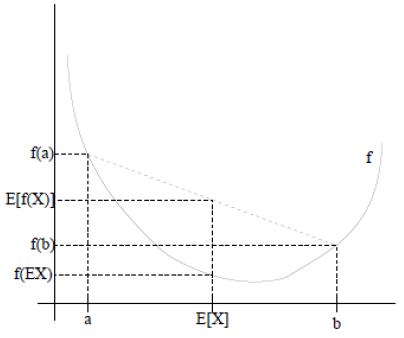 f(a)
f
E[f(X)]
f(b)
f(EX)
a
E[X]
b